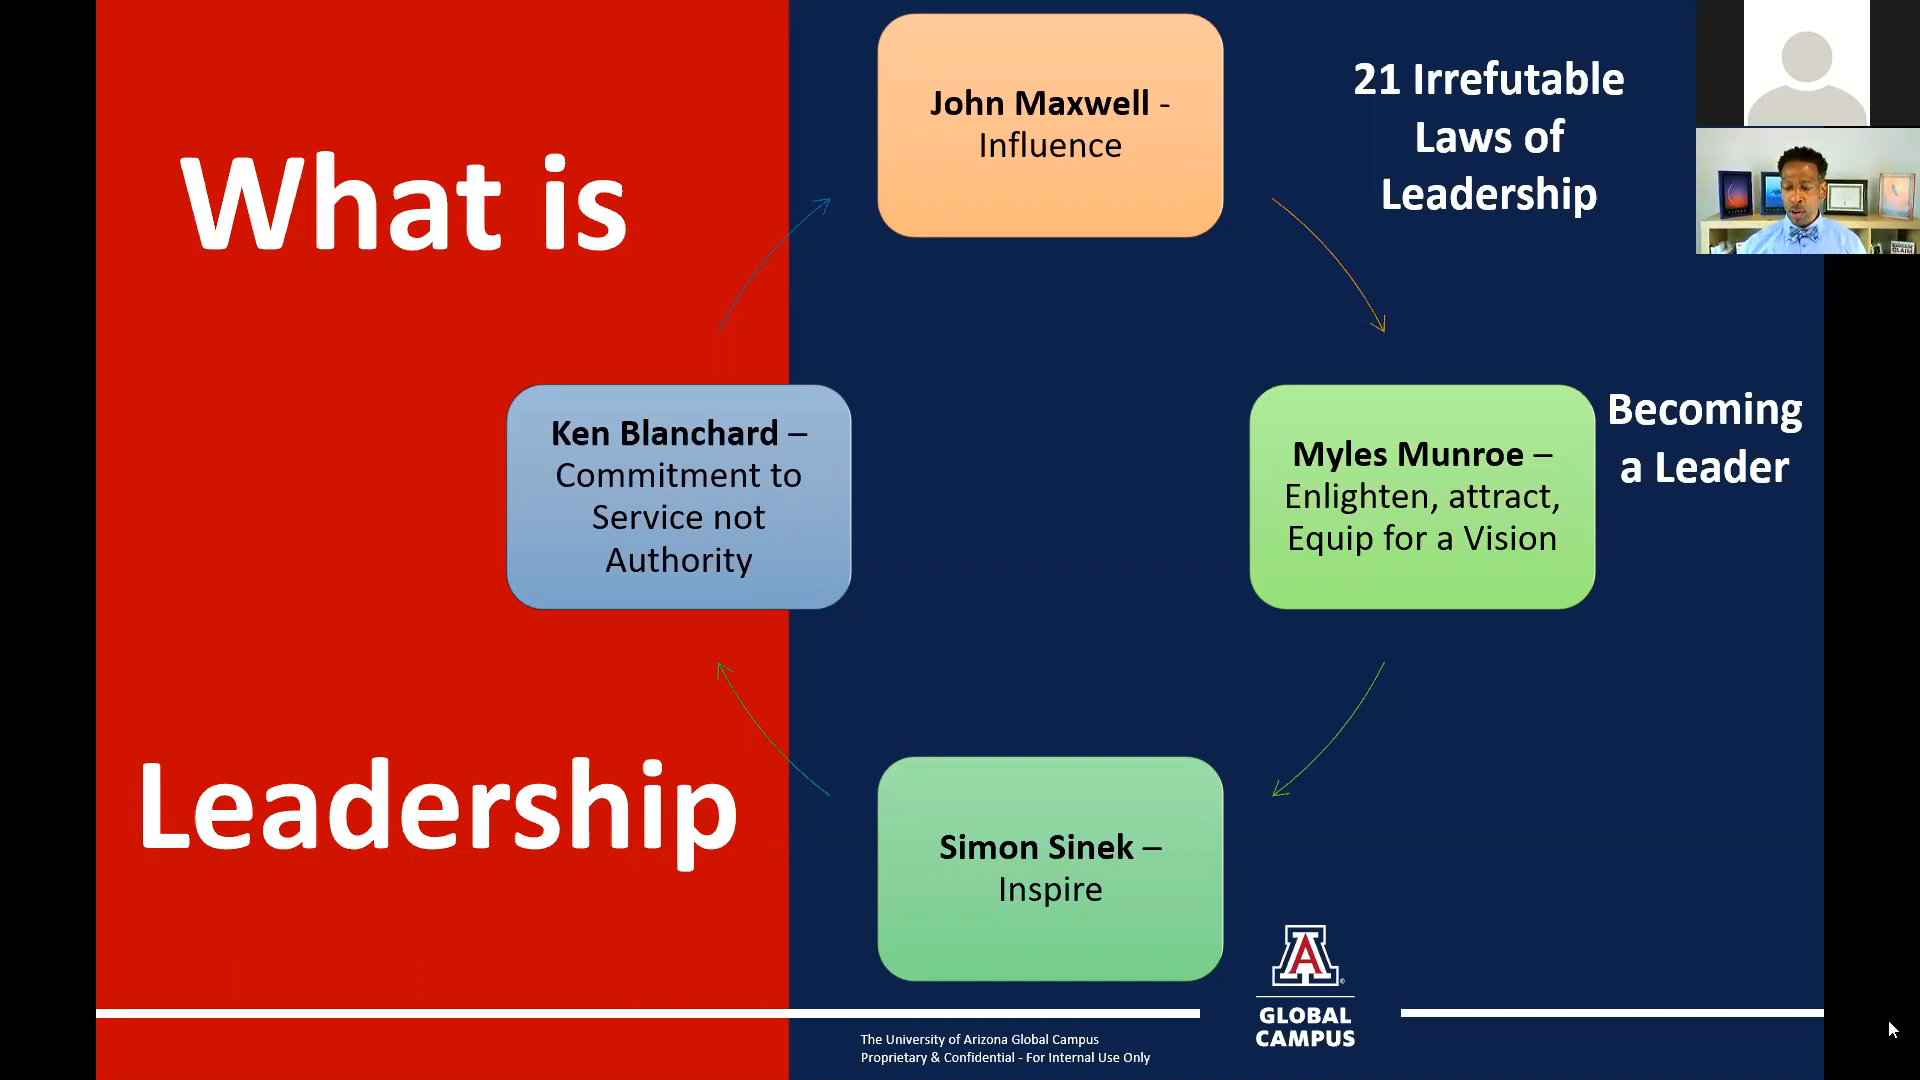 What is
Leadership
John Maxwell -
Influence
21 Irrefutable
Laws of
Leadership
Myles Munroe –
Enlighten, attract,
Equip for a Vision
Becoming
a Leader
Simon Sinek –
Inspire
Ken Blanchard –
Commitment to
Service not
Authority
A
GLOBAL
CAMPUS
The University of Arizona Global Campus
Proprietary & Confidential - For Internal Use Only
CLAIM